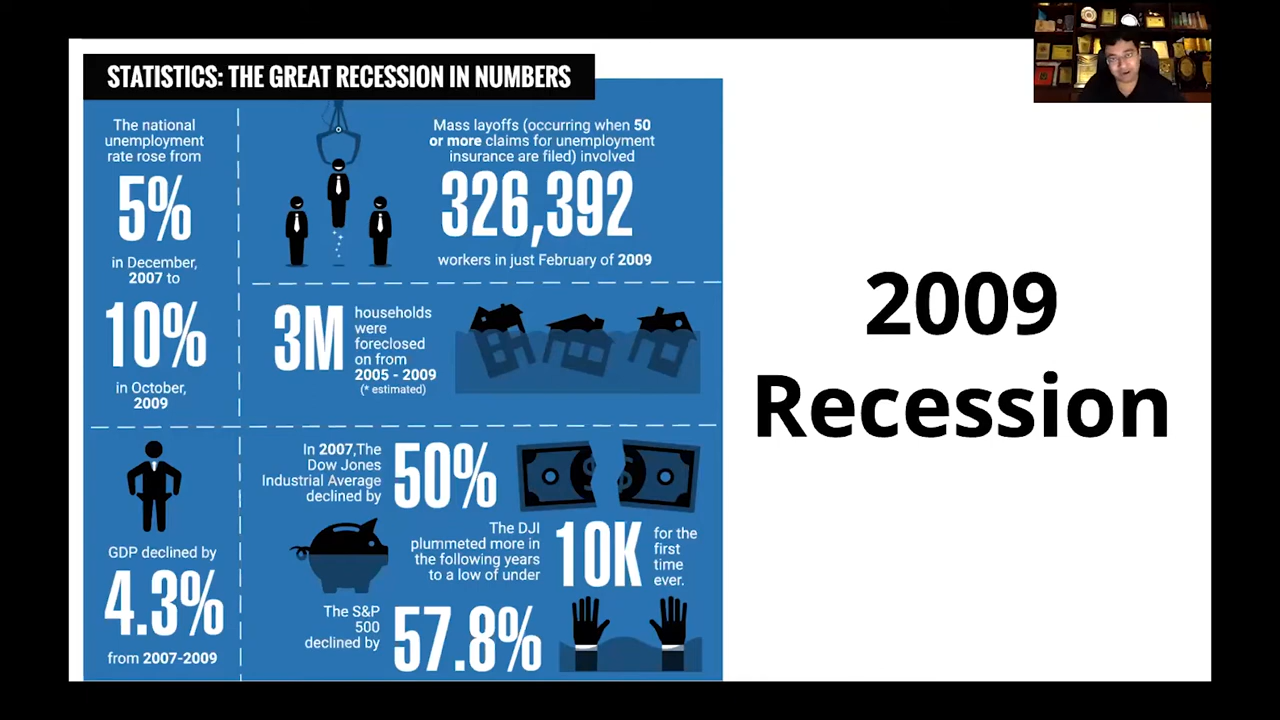 STATISTICS: THE GREAT RECESSION IN NUMBERS
The national
unemployment
rate rose from
5%
in December,
2007 to
10%
in October,
2009
Mass layoffs (occurring when 50
or more claims for unemployment
insurance are filed) involved
326,392
workers in just February of 2009
3M
households
were
foreclosed
on from
2005 - 2009
(* estimated)
GDP declined by
4.3%
from 2007-2009
In 2007,The
Dow Jones
Industrial Average
declined by
50%
The DJI
plummeted more in
the following years
to a low of under
10K
for the
first
time
ever.
The S&P
500
declined by
57.8%
2009
Recession